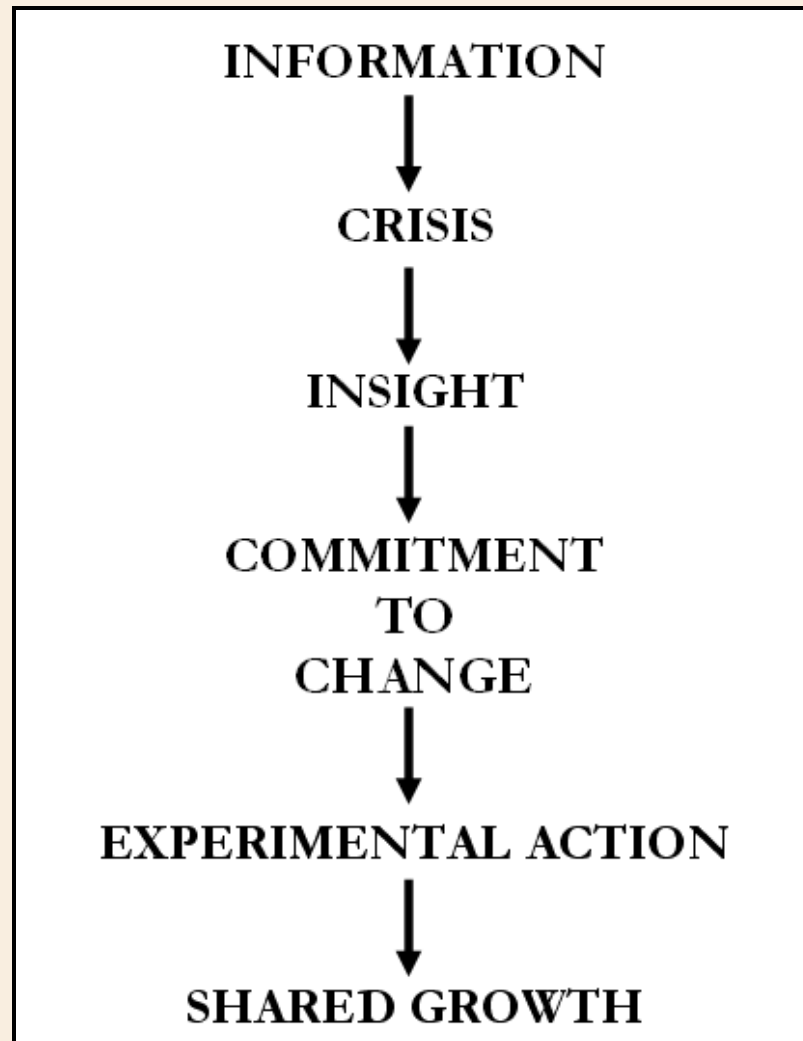 INFORMATION
CRISIS
INSIGHT
COMMITMENT
TO
CHANGE
EXPERIMENTAL ACTION
SHARED GROWTH